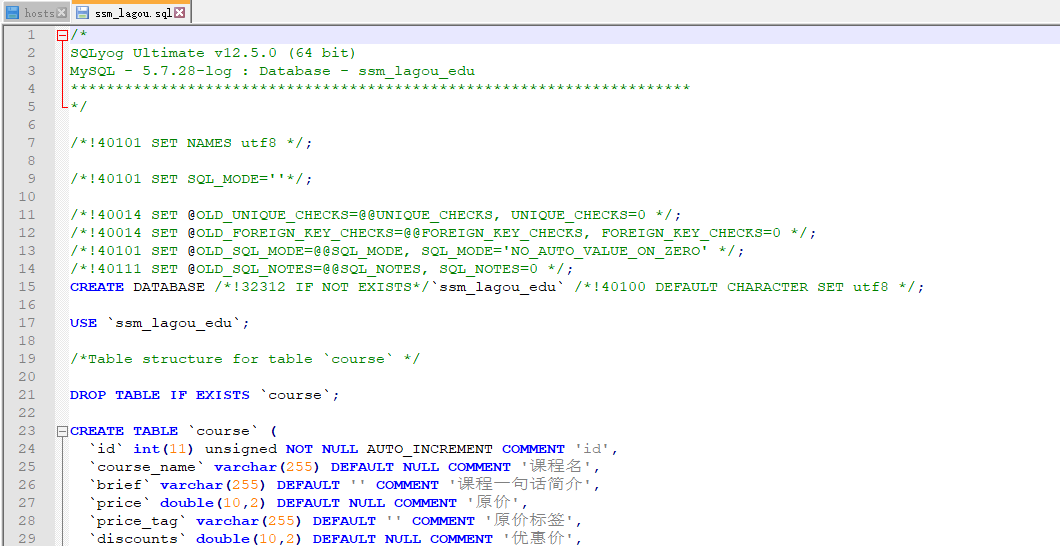 hosts ssm_lagou.sql
1 /*
2 SQLyog Ultimate v12.5.0 (64 bit)
3 MySQL - 5.7.28-log : Database - ssm_lagou_edu
4 *********************************************************************
5 */
6
7 /*!40101 SET NAMES utf8 */;
8
9 /*!40101 SET SQL_MODE=''*/;
10
11 /*!40014 SET @OLD_UNIQUE_CHECKS=@@UNIQUE_CHECKS, UNIQUE_CHECKS=0 */;
12 /*!40014 SET @OLD_FOREIGN_KEY_CHECKS=@@FOREIGN_KEY_CHECKS, FOREIGN_KEY_CHECKS=0 */;
13 /*!40101 SET @OLD_SQL_MODE=@@SQL_MODE, SQL_MODE='NO_AUTO_VALUE_ON_ZERO' */;
14 /*!40111 SET @OLD_SQL_NOTES=@@SQL_NOTES, SQL_NOTES=0 */;
15 CREATE DATABASE /*!32312 IF NOT EXISTS*/`ssm_lagou_edu` /*!40100 DEFAULT CHARACTER SET utf8 */;
16
17 USE `ssm_lagou_edu`;
18
19 /*Table structure for table `course` */
20
21 DROP TABLE IF EXISTS `course`;
22
23 CREATE TABLE `course` (
24 `id` int(11) unsigned NOT NULL AUTO_INCREMENT COMMENT 'id',
25 `course_name` varchar(255) DEFAULT NULL COMMENT '课程名',
26 `brief` varchar(255) DEFAULT '' COMMENT '课程一句话简介',
27 `price` double(10,2) DEFAULT NULL COMMENT '原价',
28 `price_tag` varchar(255) DEFAULT '' COMMENT '原价标签',
29 `discounts` double(10,2) DEFAULT NULL COMMENT '优惠价',